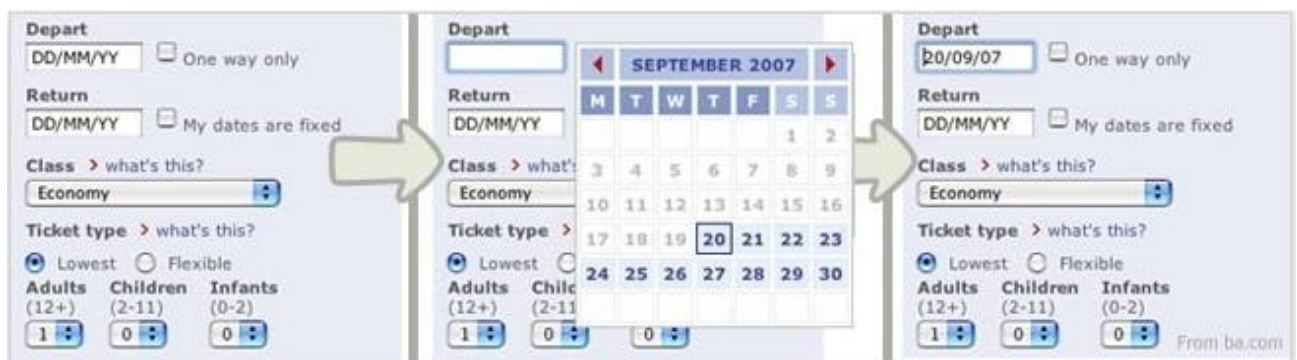 Depart
DD/MM/YY One way only
Return
DD/MM/YY My dates are fixed
Class > what's this?
Economy
Ticket type > what's this?
Lowest Flexible
Adults Children Infants
(12+) (2-11) (0-2)
1 0 0
Depart
Return
DD/MM/YY
Class > what's
Economy
Ticket type >
Lowest
Adults Child
(12+) (2-11
1 0 0
SEPTEMBER 2007
M T W T F S S
1 2
3 4 5 6 7 8 9
10 11 12 13 14 15 16
17 18 19 20 21 22 23
24 25 26 27 28 29 30
Depart
20/09/07 One way only
Return
DD/MM/YY My dates are fixed
Class > what's this?
Economy
Ticket type > what's this?
Lowest Flexible
Adults Children Infants
(12+) (2-11) (0-2)
1 0 0
From ba.com